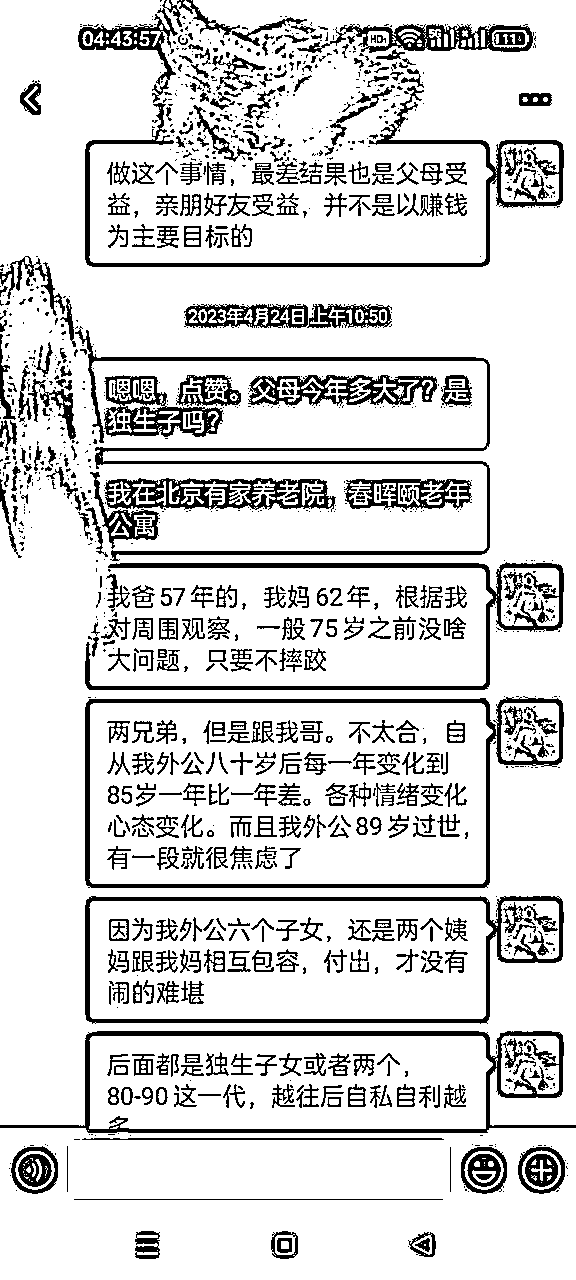 04:43:57
做这个事情，最差结果也是父母受
益，亲朋好友受益，并不是以赚钱
为主要目标的
2023年4月24日 上午10:50
嗯嗯，点赞。父母今年多大了？是
独生子吗？
我在北京有家养老院，春晖颐老年
公寓
我爸57年的，我妈62年，根据我
对周围观察，一般75岁之前没啥
大问题，只要不摔跤
两兄弟，但是跟我哥。不太合，自
从我外公八十岁后每一年变化到
85岁一年比一年差。各种情绪变化
心态变化。而且我外公89岁过世，
有一段就很焦虑了
因为我外公六个子女，还是两个姨
妈跟我妈相互包容，付出，才没有
闹的难堪
后面都是独生子女或者两个，
80-90这一代，越往后自私自利越
多